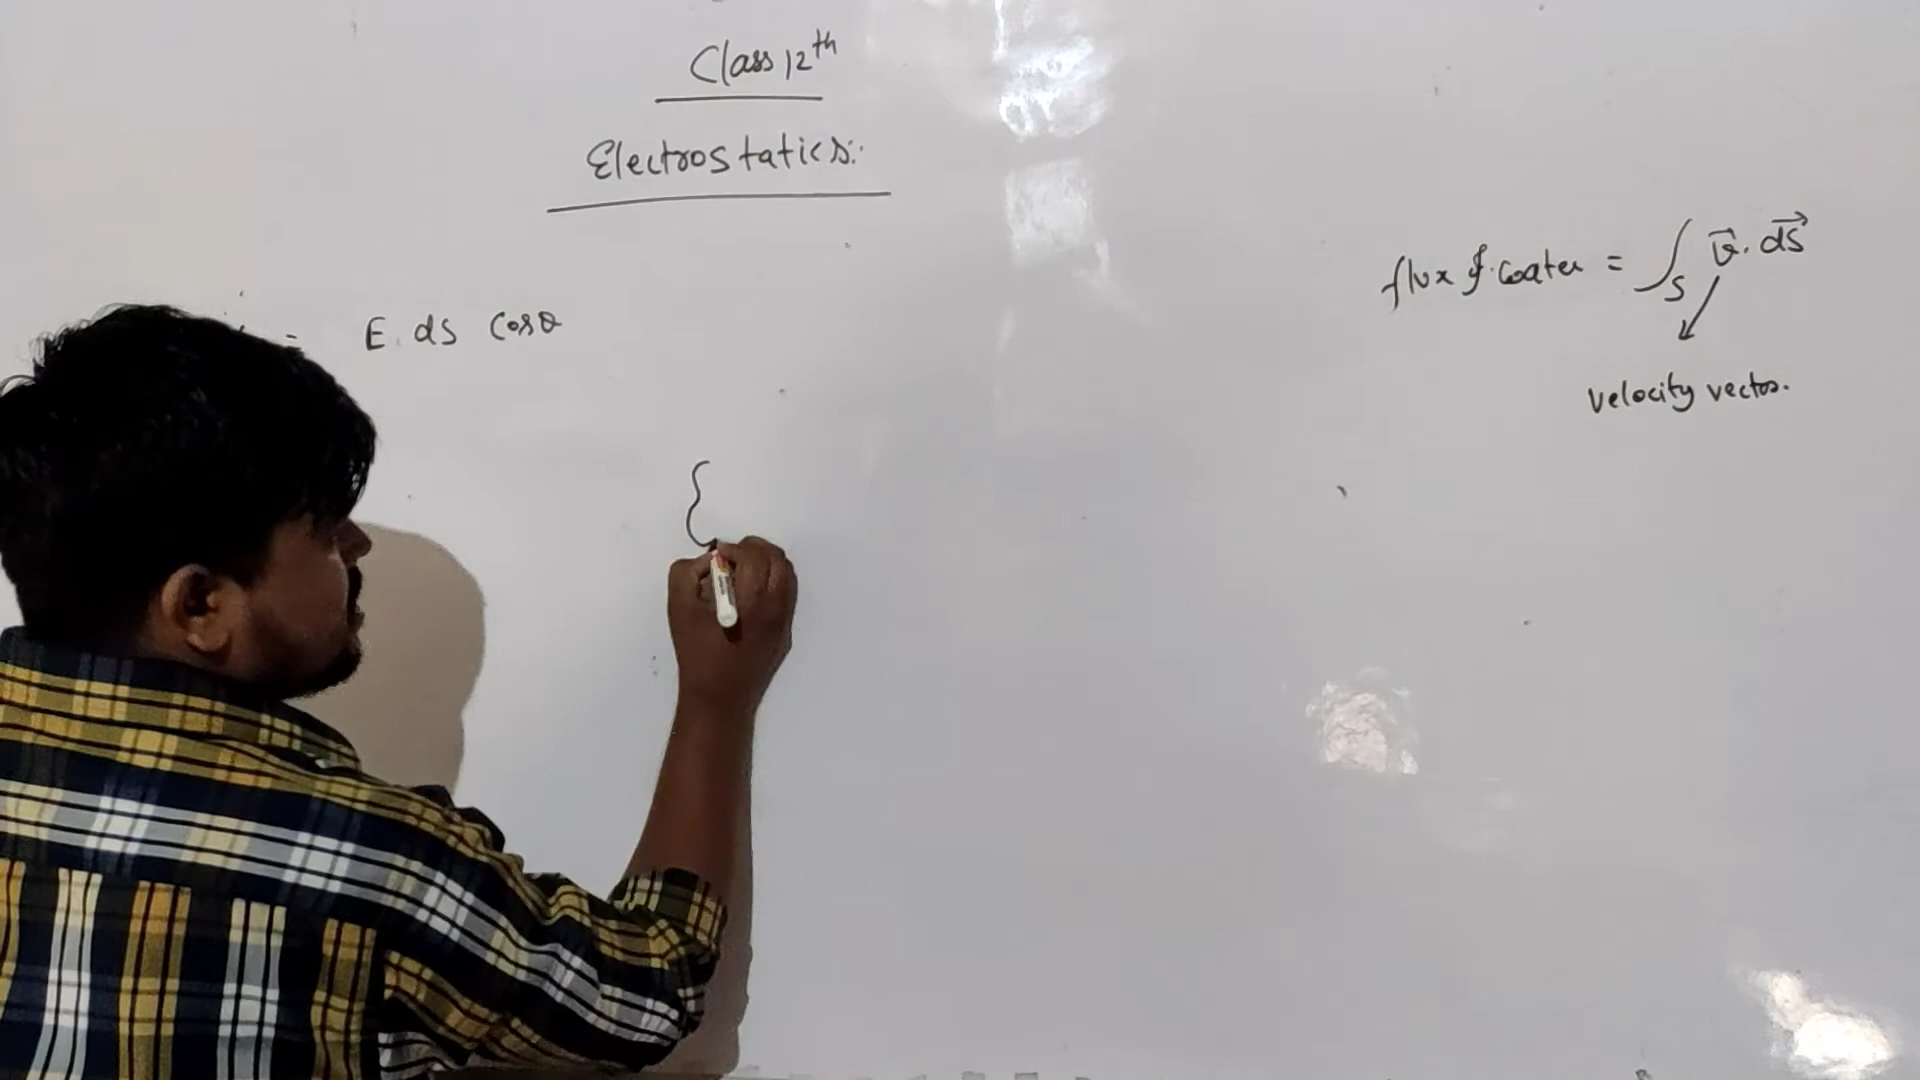 Class 12th
Electrostatics:
= E. ds Cosθ
flux of water = ∫S v⃗. ds⃗
velocity vector.
{